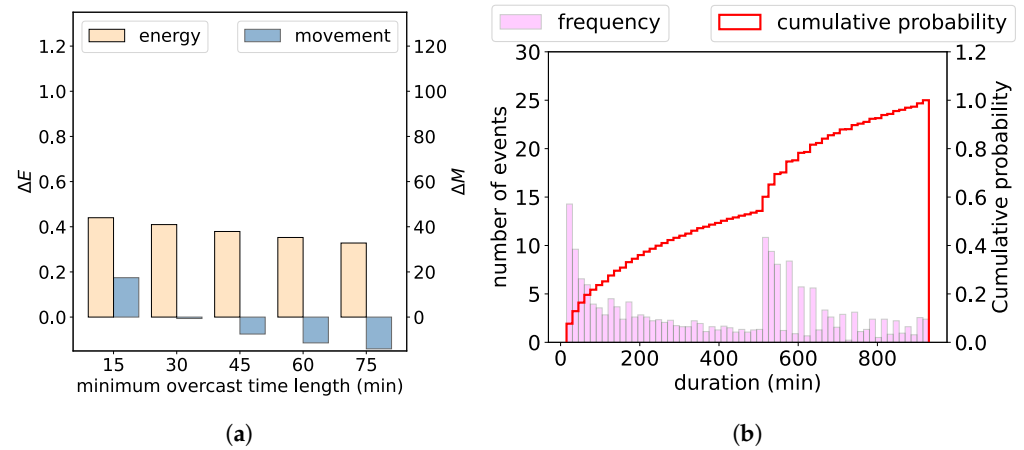 energy
movement
1.2
1.0
0.8
0.6
0.4
0.2
0.0
ΔE
120
100
80
60
40
20
0
ΔM
15 30 45 60 75
minimum overcast time length (min)
(a)
frequency
cumulative probability
30
25
20
15
10
5
0
number of events
1.2
1.0
0.8
0.6
0.4
0.2
0.0
Cumulative probability
0 200 400 600 800
duration (min)
(b)